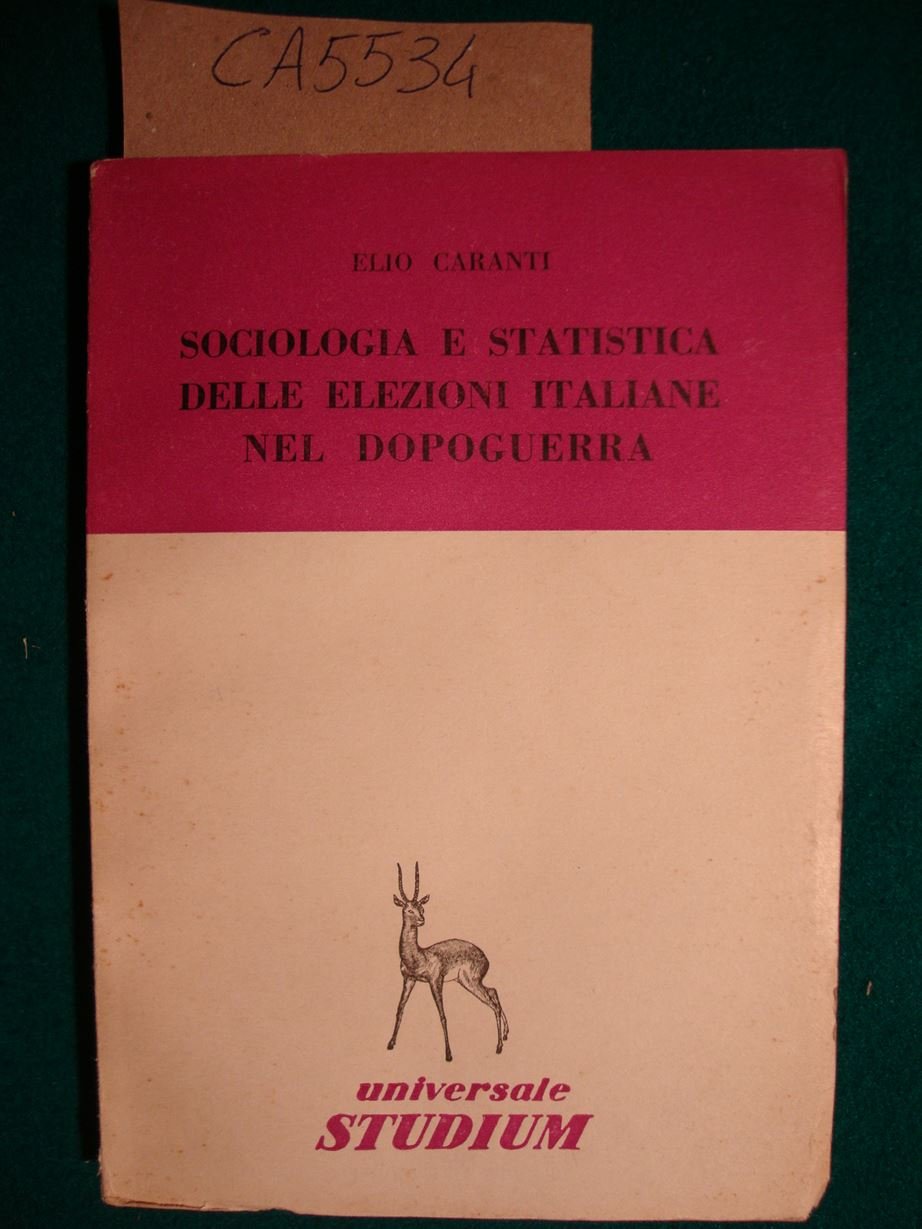 CA5534
ELIO CARANTI
SOCIOLOGIA E STATISTICA
DELLE ELEZIONI ITALIANE
NEL DOPOGUERRA
universale
STUDIUM